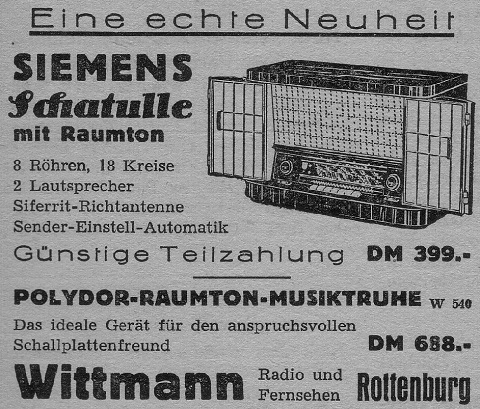 Eine echte Neuheit
SIEMENS
Schatulle
mit Raumton
8 Röhren, 18 Kreise
2 Lautsprecher
Siferrit-Richtantenne
Sender-Einstell-Automatik
Günstige Teilzahlung DM 399.-
POLYDOR-RAUMTON-MUSIKTRUHE W 540
Das ideale Gerät für den anspruchsvollen
Schallplattenfreund DM 688.-
Wittmann Radio und Fernsehen Rottenburg